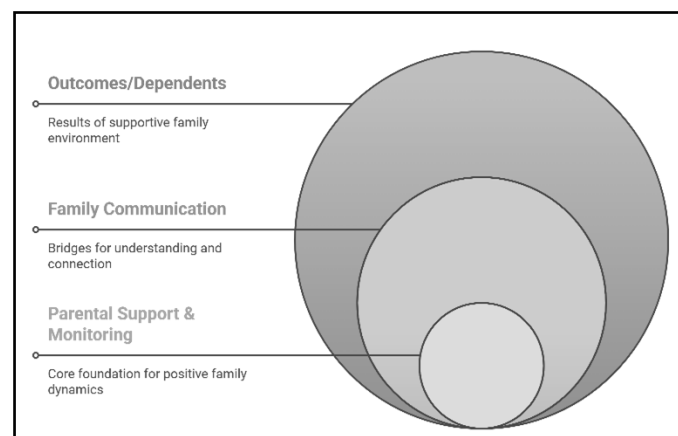 Outcomes/Dependents
Results of supportive family
environment
Family Communication
Bridges for understanding and
connection
Parental Support &
Monitoring
Core foundation for positive family
dynamics